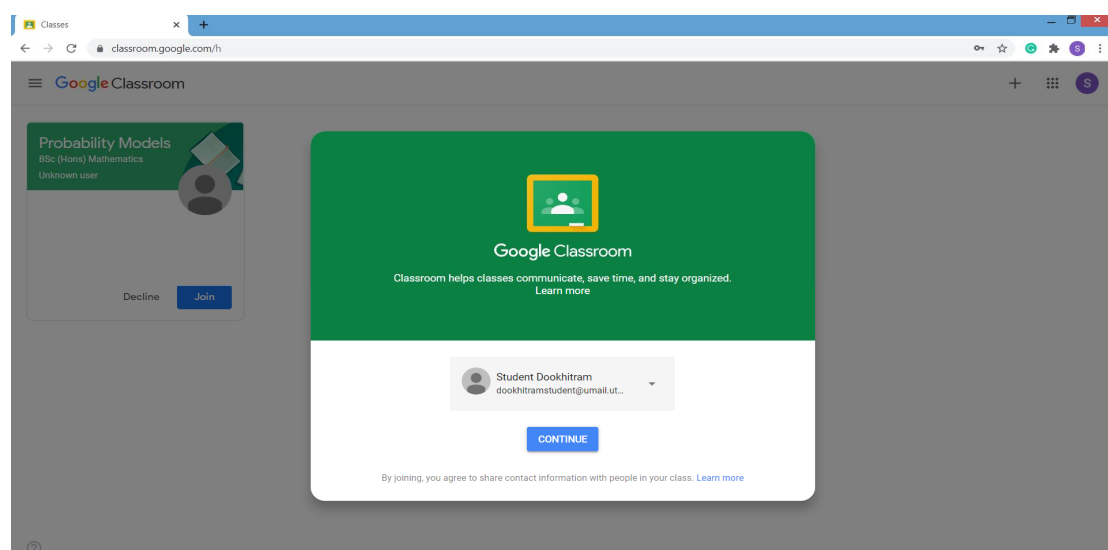 Classes
classroom.google.com/h
S
Google Classroom
S
Probability Models
BSc (Hons) Mathematics
Unknown user
Decline
Join
Google Classroom
Classroom helps classes communicate, save time, and stay organized.
Learn more
Student Dookhitram
dookhitramstudent@umail.ut...
CONTINUE
By joining, you agree to share contact information with people in your class. Learn more